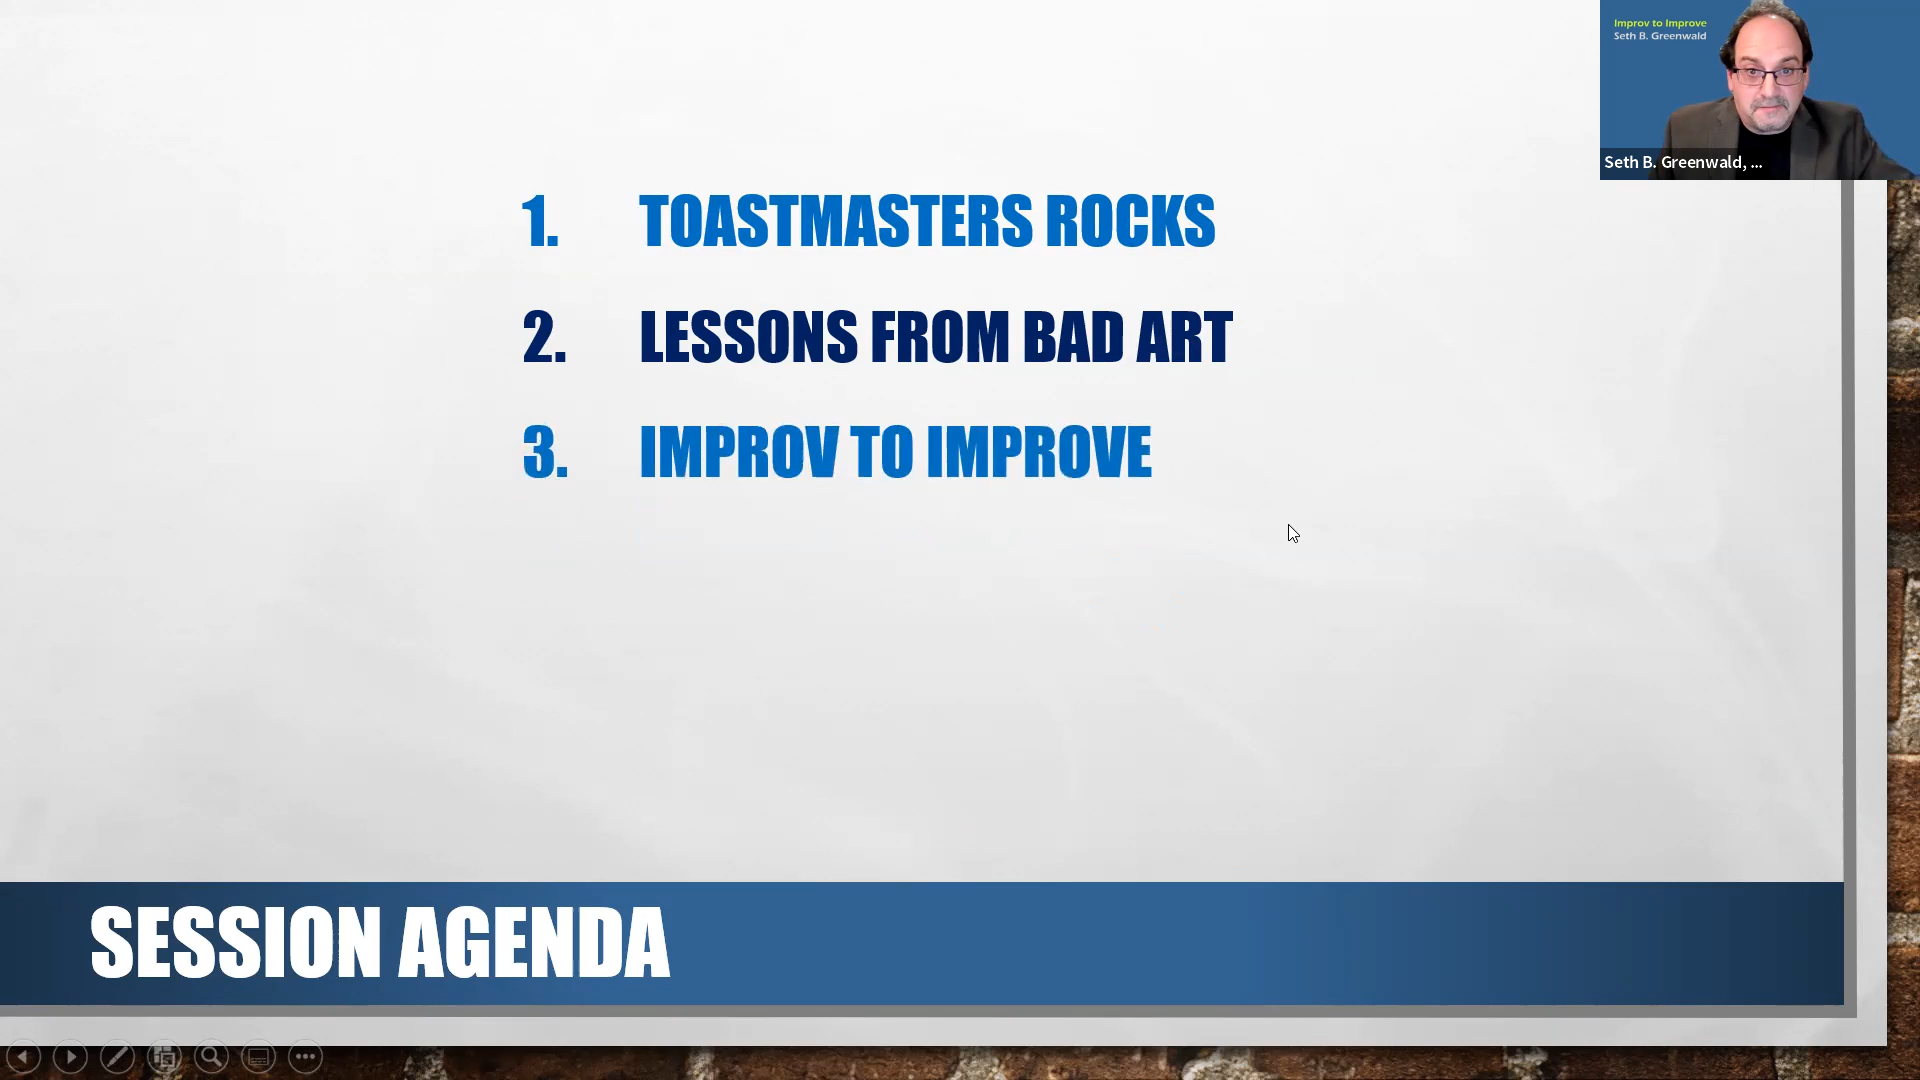 Improv to Improve
Seth B. Greenwald
Seth B. Greenwald, ...
1. TOASTMASTERS ROCKS
2. LESSONS FROM BAD ART
3. IMPROV TO IMPROVE
SESSION AGENDA